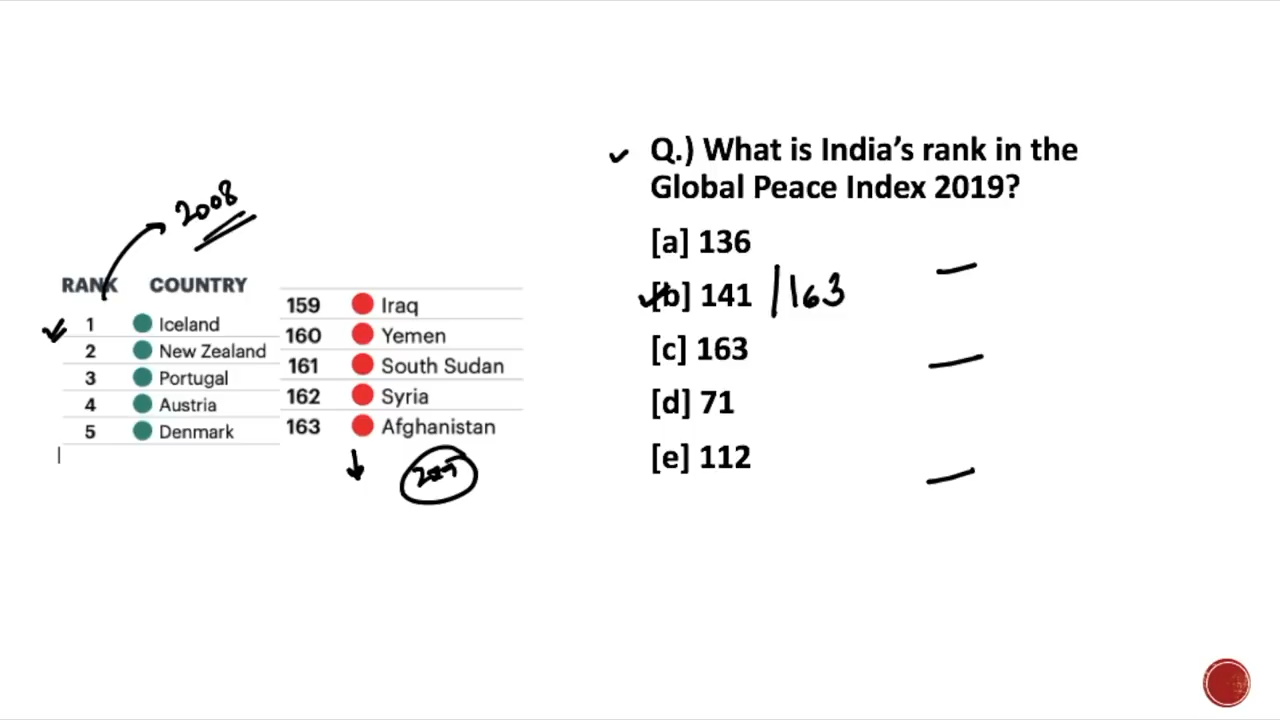 2008
RANK COUNTRY
1 Iceland
2 New Zealand
3 Portugal
4 Austria
5 Denmark
159 Iraq
160 Yemen
161 South Sudan
162 Syria
163 Afghanistan
Q.) What is India’s rank in the
Global Peace Index 2019?
[a] 136
[b] 141 /163
[c] 163
[d] 71
[e] 112